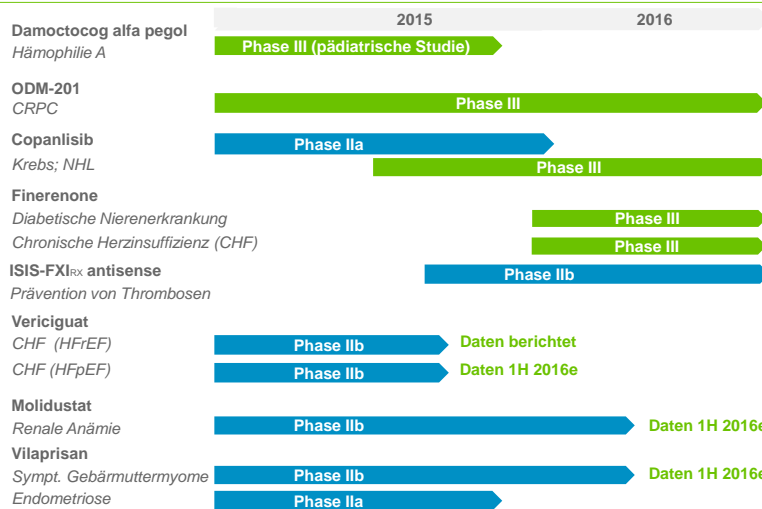 2015 2016
Damoctocog alfa pegol
Hämophilie A
Phase III (pädiatrische Studie)
ODM-201
CRPC
Phase III
Copanlisib
Phase IIa
Krebs; NHL
Phase III
Finerenone
Diabetische Nierenerkrankung
Phase III
Chronische Herzinsuffizienz (CHF)
Phase III
ISIS-FXIRX antisense
Phase IIb
Prävention von Thrombosen
Vericiguat
CHF (HFrEF)
Phase IIb
Daten berichtet
CHF (HFpEF)
Phase IIb
Daten 1H 2016e
Molidustat
Renale Anämie
Phase IIb
Daten 1H 2016e
Vilaprisan
Sympt. Gebärmuttermyome
Phase IIb
Daten 1H 2016e
Endometriose
Phase IIa